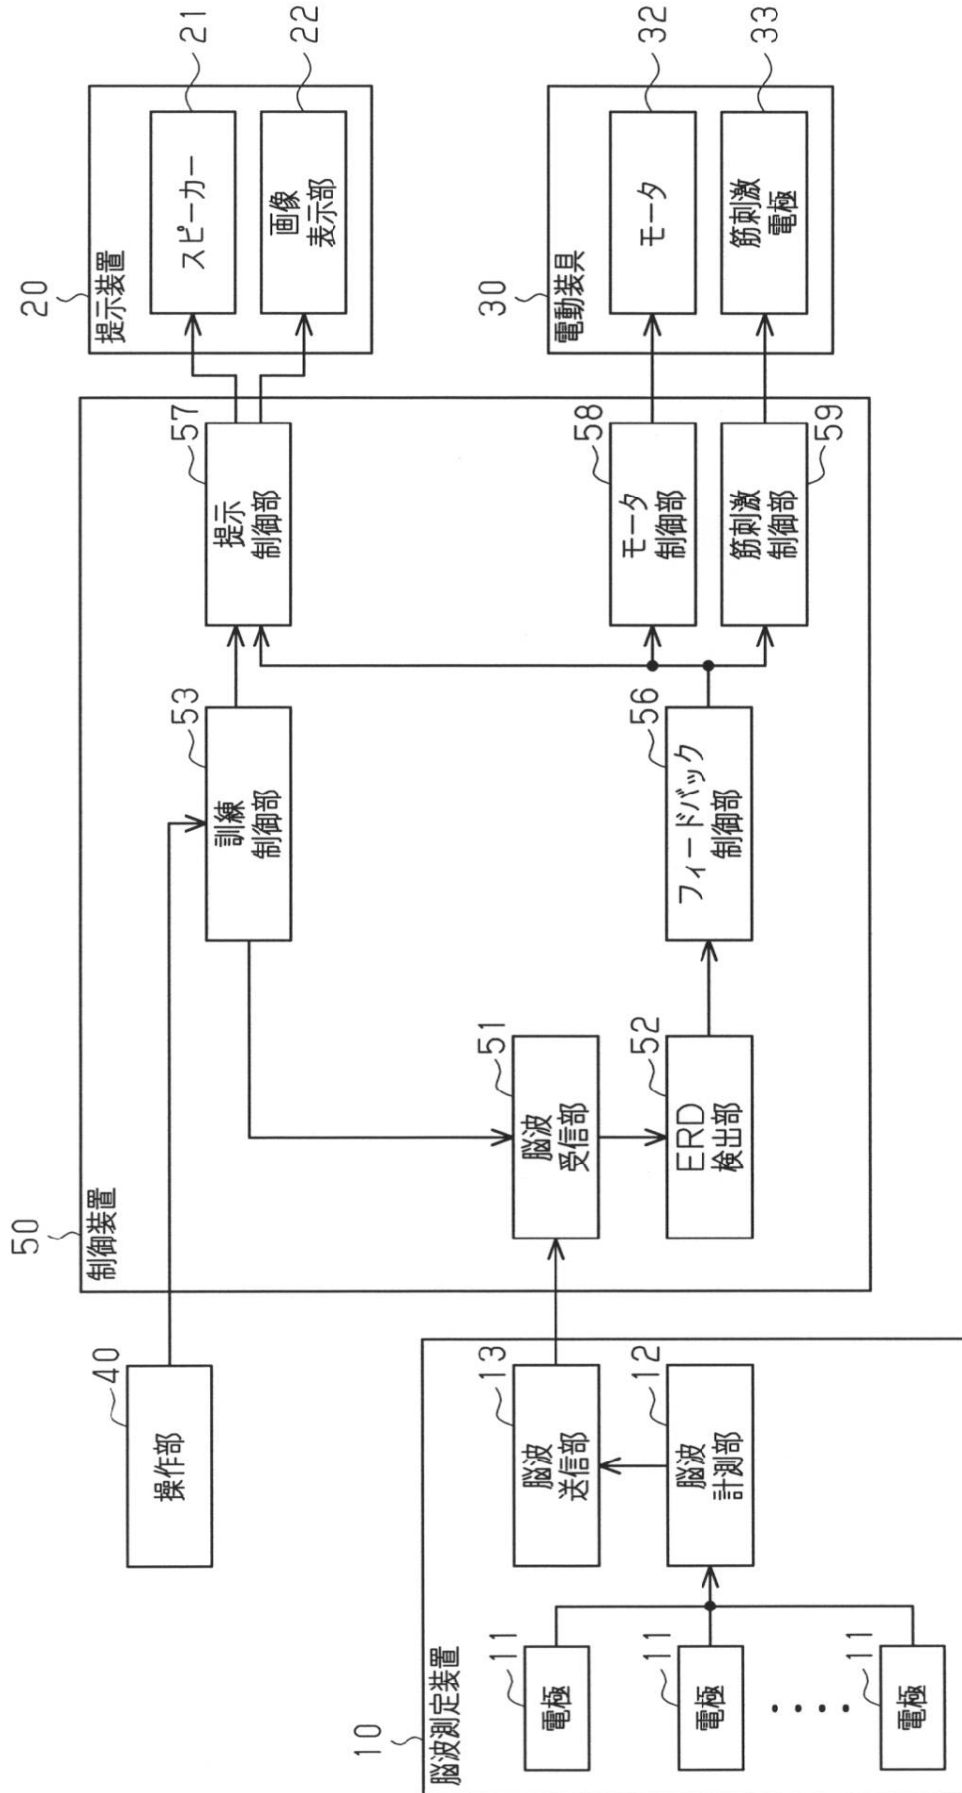 10
脳波測定装置
11
電極
11
電極
11
電極
13
脳波
送信部
12
脳波
計測部
40
操作部
50
制御装置
51
脳波
受信部
52
ERD
検出部
53
訓練
制御部
56
フィードバック
制御部
57
提示
制御部
58
モータ
制御部
59
筋刺激
制御部
20
提示装置
21
スピーカー
22
画像
表示部
30
電動装具
32
モータ
33
筋刺激
電極